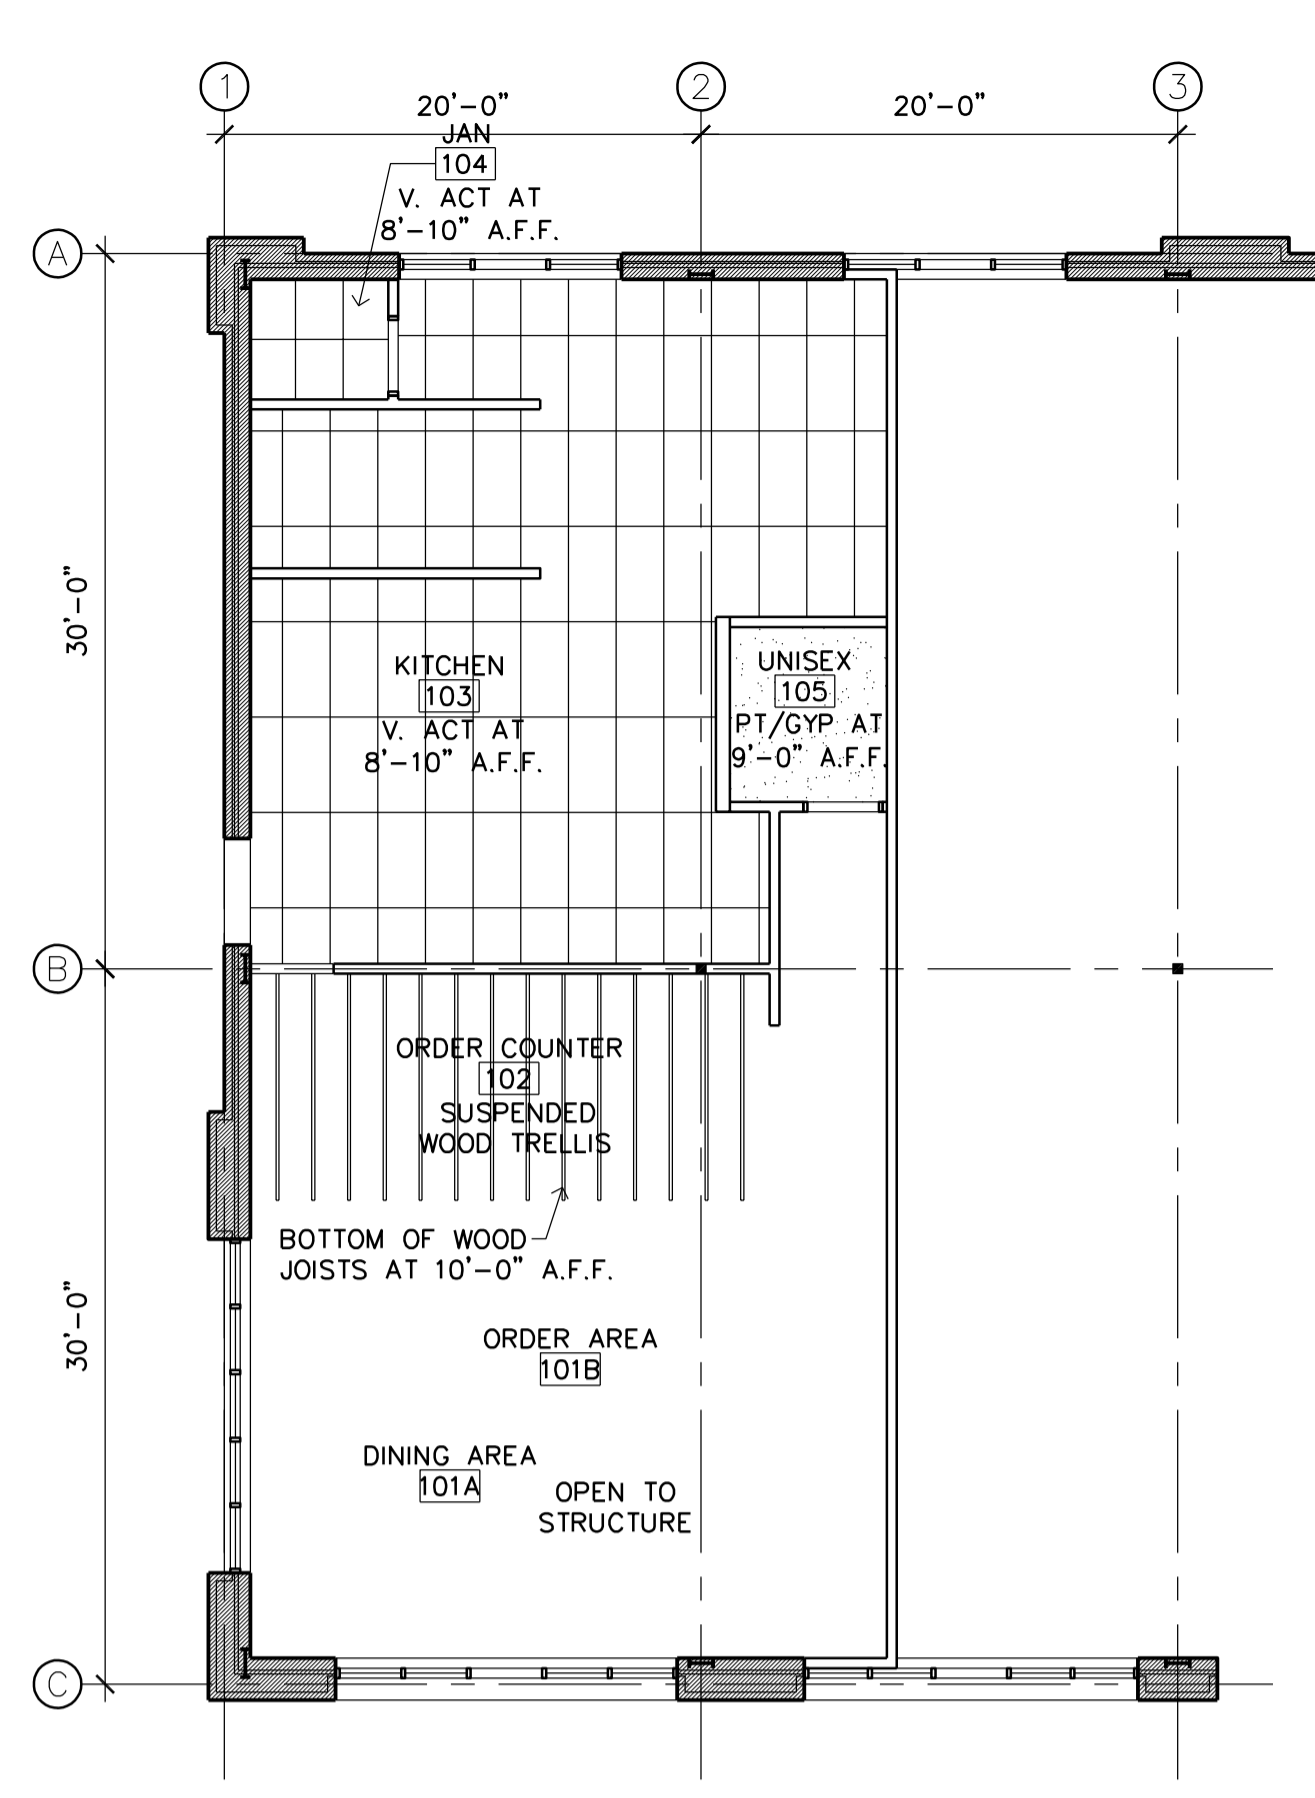 1
2
3
20'-0"
20'-0"
JAN
104
V. ACT AT
8'-10" A.F.F.
A
30'-0"
KITCHEN
103
V. ACT AT
8'-10" A.F.F.
UNISEX
105
PT/GYP AT
9'-0" A.F.F.
B
ORDER COUNTER
102
SUSPENDED
WOOD TRELLIS
BOTTOM OF WOOD
JOISTS AT 10'-0" A.F.F.
30'-0"
ORDER AREA
101B
DINING AREA
101A
OPEN TO
STRUCTURE
C